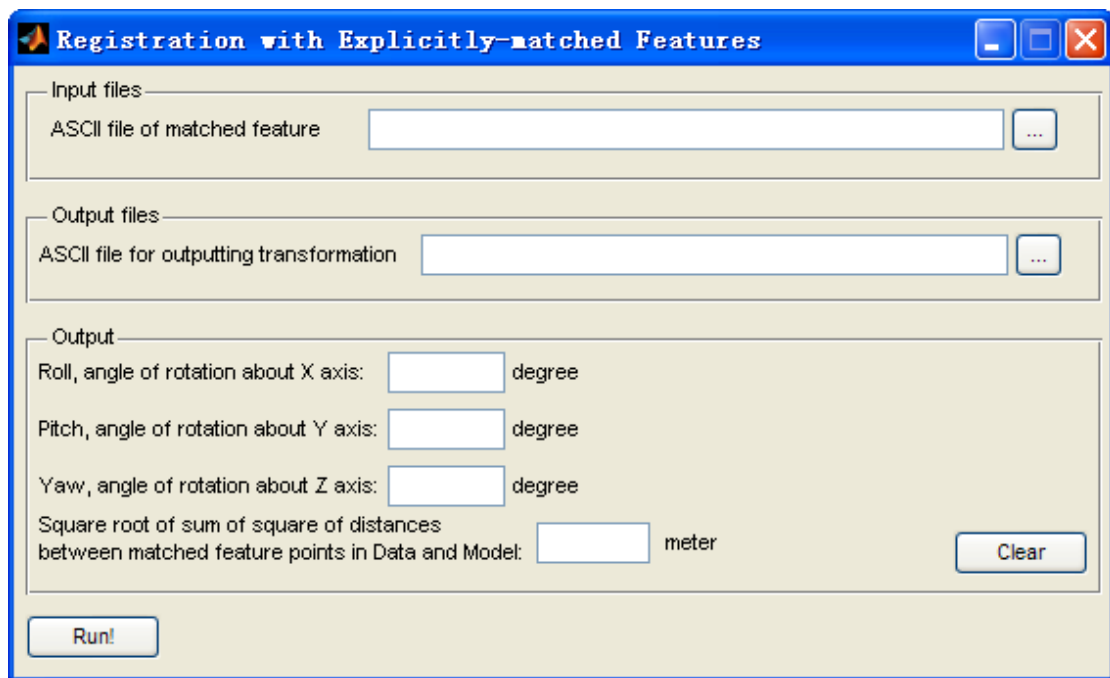 Registration with Explicitly-matched Features
Input files
ASCII file of matched feature
...
Output files
ASCII file for outputting transformation
...
Output
Roll, angle of rotation about X axis: degree
Pitch, angle of rotation about Y axis: degree
Yaw, angle of rotation about Z axis: degree
Square root of sum of square of distances
between matched feature points in Data and Model: meter
Clear
Run!